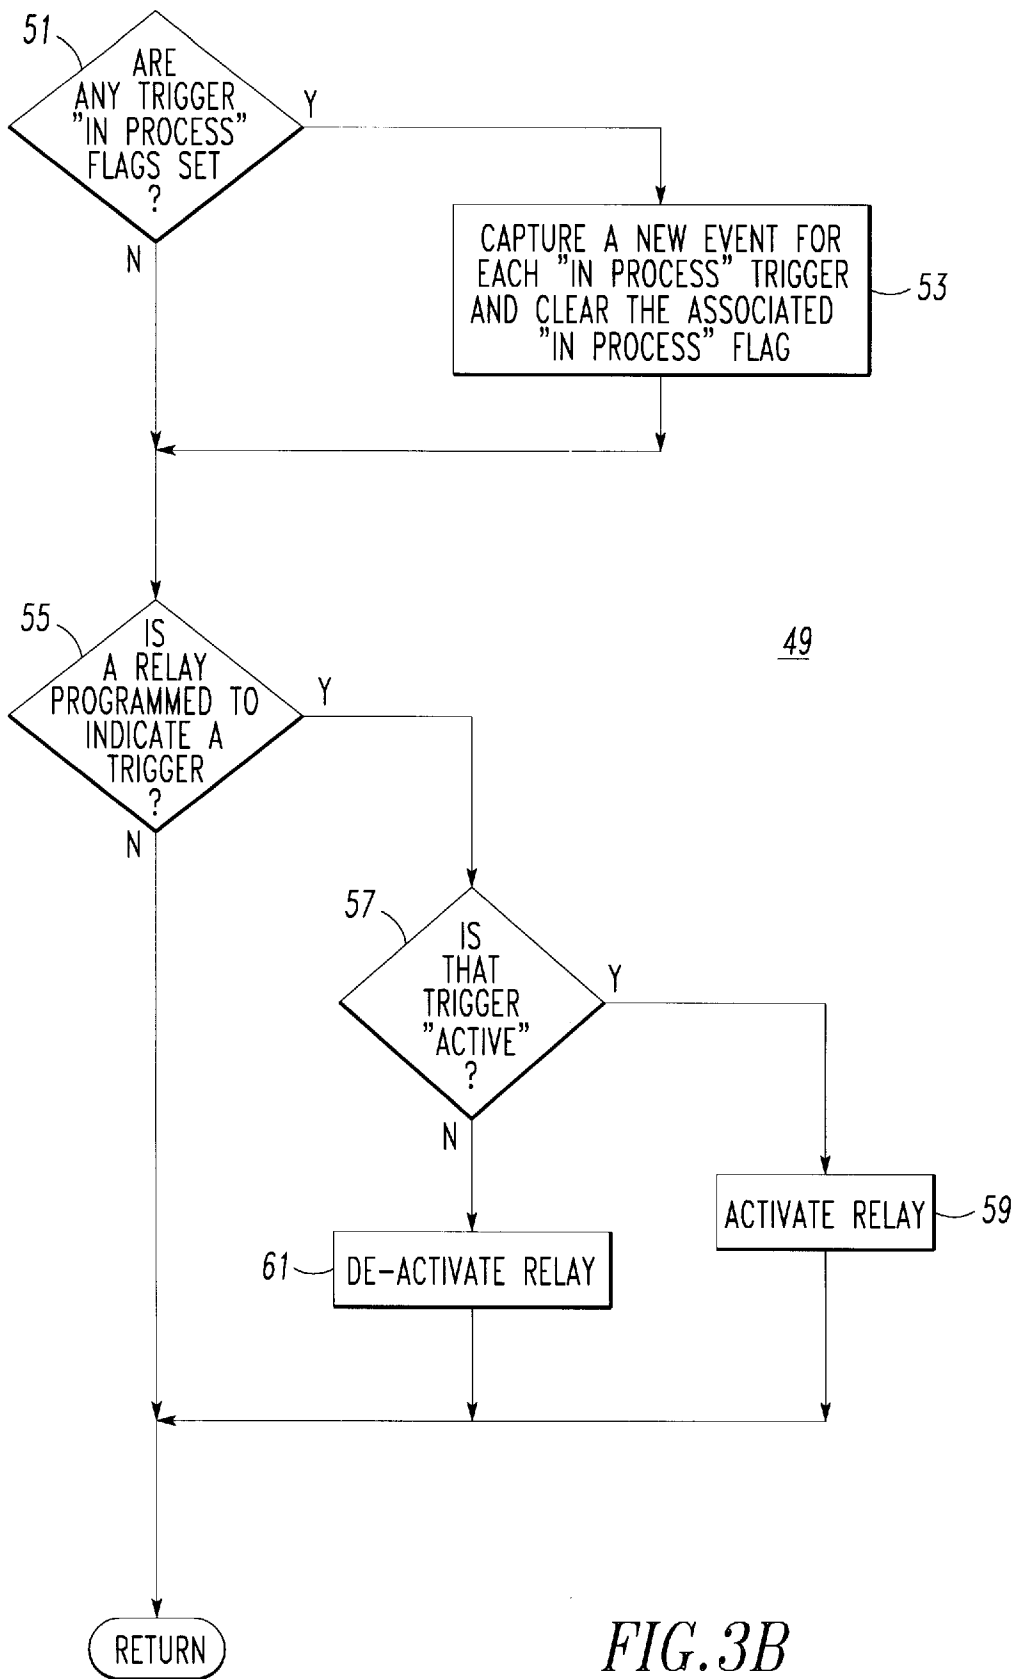 51
ARE
ANY TRIGGER
"IN PROCESS"
FLAGS SET
?
Y
N
CAPTURE A NEW EVENT FOR
EACH "IN PROCESS" TRIGGER
AND CLEAR THE ASSOCIATED
"IN PROCESS" FLAG
53
55
IS
A RELAY
PROGRAMMED TO
INDICATE A
TRIGGER
?
Y
N
49
57
IS
THAT
TRIGGER
"ACTIVE"
?
Y
N
ACTIVATE RELAY
59
61
DE-ACTIVATE RELAY
RETURN
FIG.3B